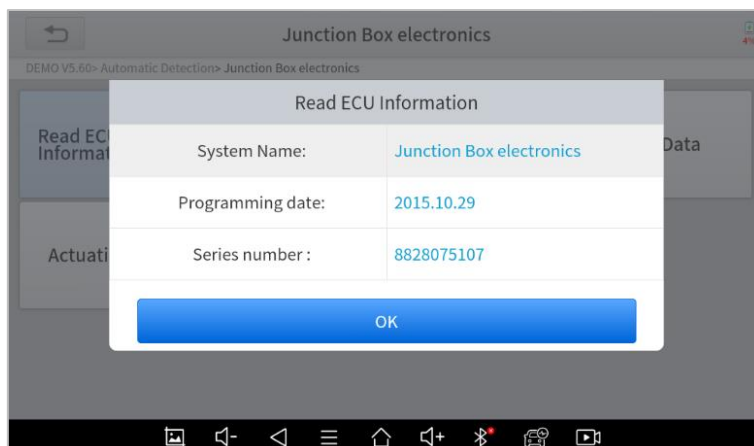 Junction Box electronics
4%
DEMO V5.60> Automatic Detection> Junction Box electronics
Read ECU Information
Read ECU
Informat
Data
System Name: Junction Box electronics
Programming date: 2015.10.29
Actuati
Series number : 8828075107
OK